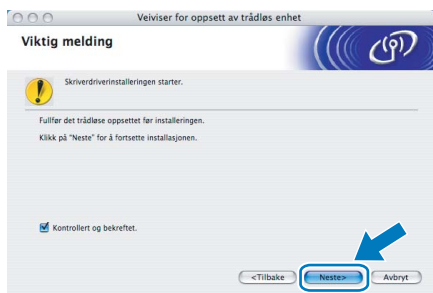 Veiviser for oppsett av trådløs enhet
Viktig melding
Skriverdriverinstalleringen starter.
Fullfør det trådløse oppsettet før installeringen.
Klikk på "Neste" for å fortsette installasjonen.
Kontrollert og bekreftet.
<Tilbake Neste> Avbryt